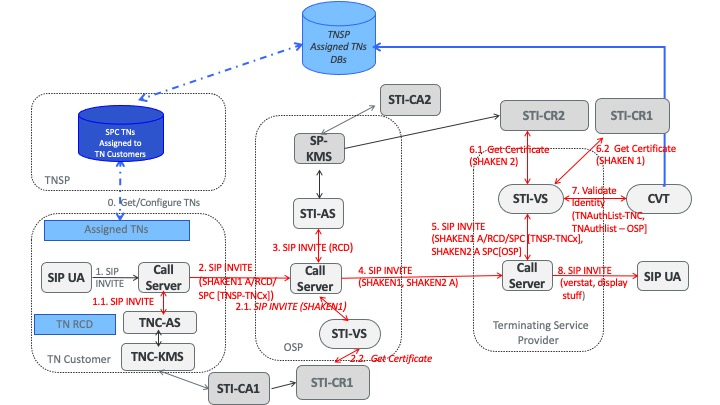 TNSP
Assigned TNs
DBs
STI-CA2
STI-CR2
STI-CR1
SPC TNs
Assigned to
TN Customers
SP-
KMS
6.1 Get Certificate
(SHAKEN 2)
6.2 Get Certificate
(SHAKEN 1)
TNSP
0. Get/Configure TNs
STI-VS
7. Validate
Identity
(TNAuthList-TNC,
TNAuthlist – OSP]
CVT
STI-AS
Assigned TNs
5. SIP INVITE
(SHAKEN1 A/RCD/SPC [TNSP-TNCx],
SHAKEN2 A SPC[OSP]
3. SIP INVITE (RCD)
SIP UA
1. SIP
INVITE
Call
Server
2. SIP INVITE
(SHAKEN1 A/RCD/
SPC [TNSP-TNCx])
Call
Server
4. SIP INVITE
(SHAKEN1, SHAKEN2 A)
Call
Server
8. SIP INVITE
(verstat, display
stuff)
SIP UA
1.1. SIP INVITE
2.1. SIP INVITE (SHAKEN1)
TN RCD
TNC-AS
STI-VS
Terminating Service
Provider
TN Customer
TNC-KMS
OSP
2.2. Get Certificate
STI-CA1
STI-CR1